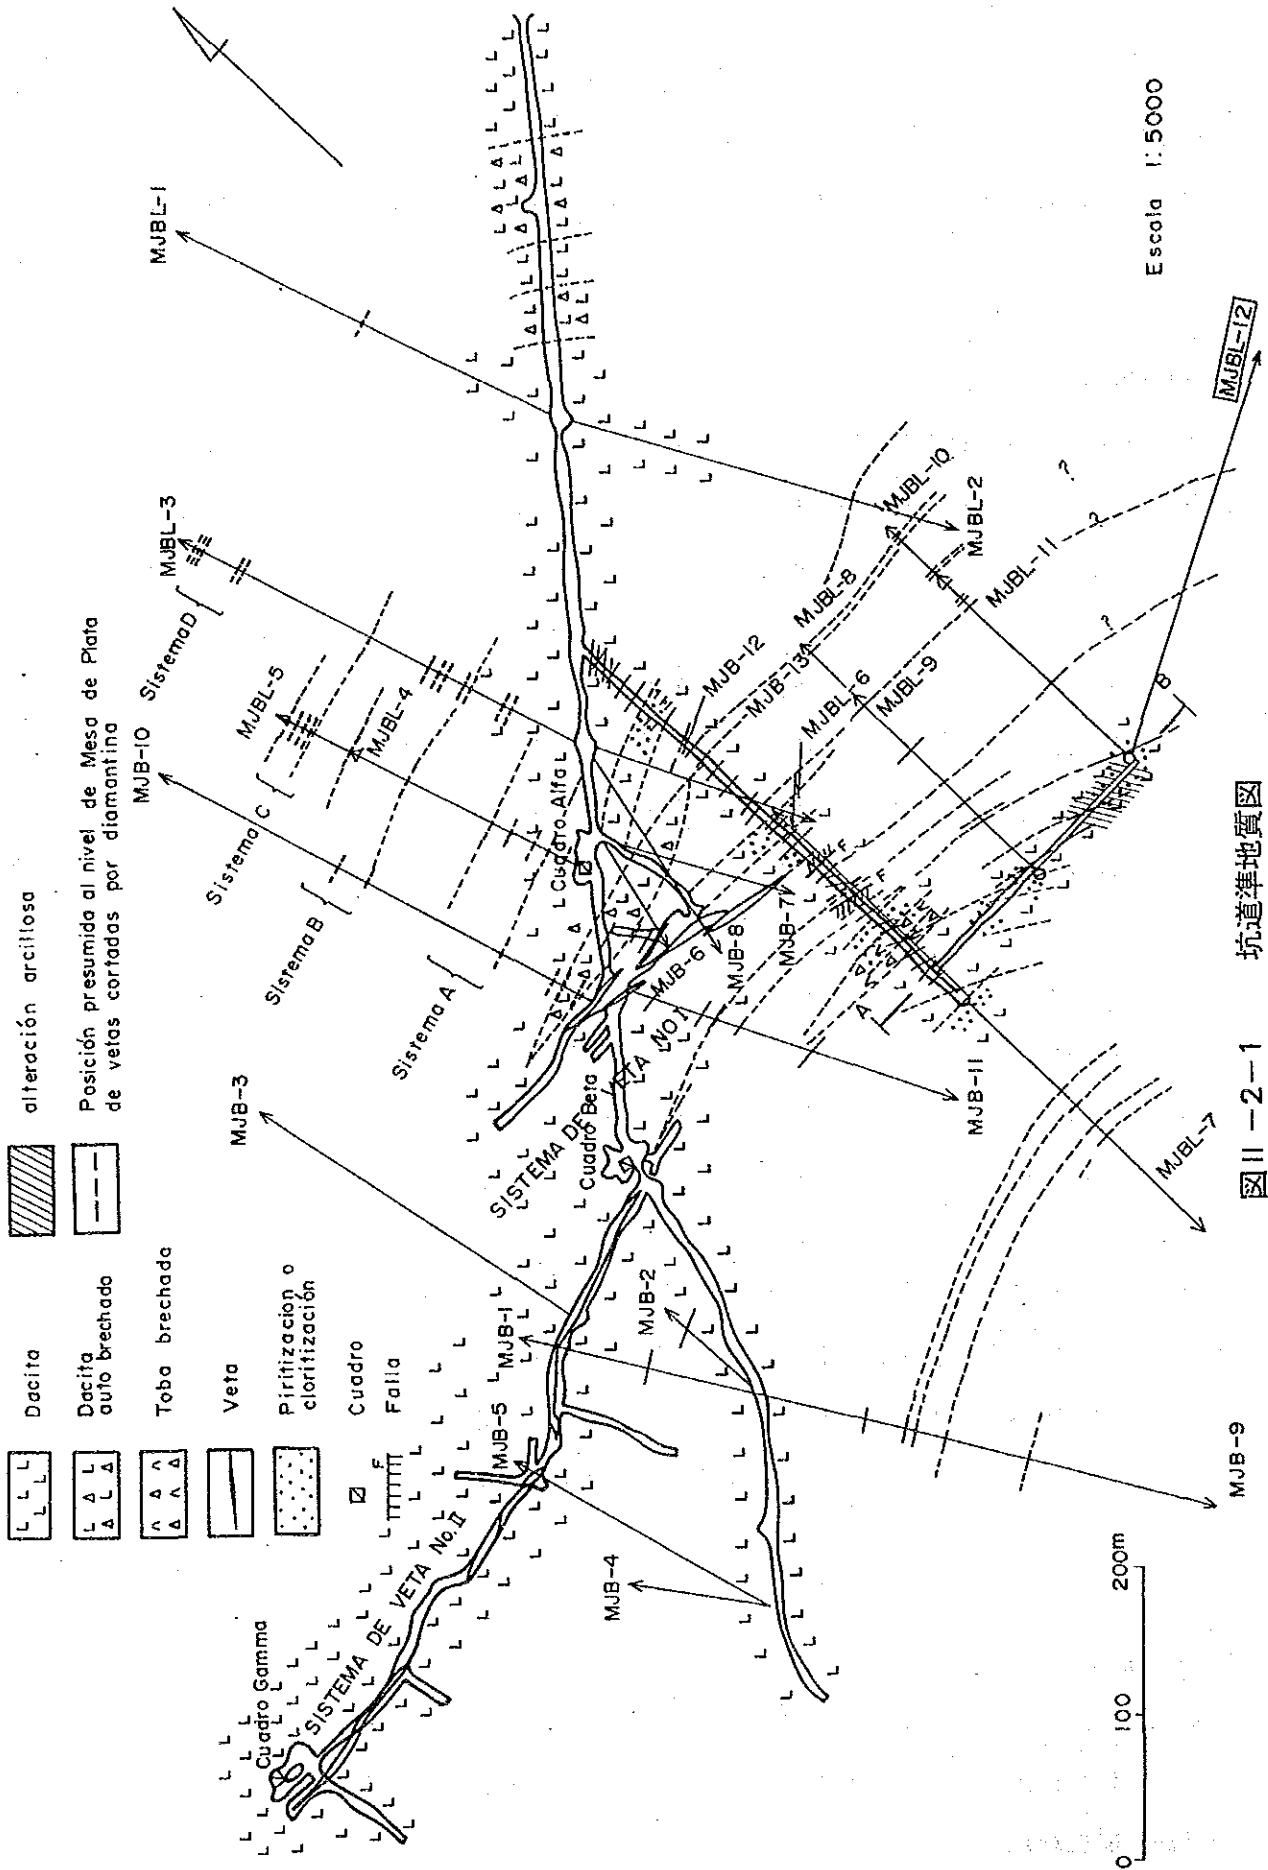 Dacita
Dacita
auto brechado
Toba brechada
Veta
Piritizacion o
cloritización
Cuadro
F
Falla
alteración arcillosa
Posición presumida al nivel de Mesa de Plata
de vetas cortadas por diamantina
MJB-3
MJB-10
MJBL-3
MJBL-1
MJBL-5
MJBL-4
Sistema D
Sistema C
Sistema B
Sistema A
Cuadro Gamma
SISTEMA DE VETA No.II
MJB-5
MJB-1
MJB-4
MJB-2
SISTEMA DE VETA NO I
Cuadro Beta
Cuadro Alfa
MJB-6
MJB-8
MJB-7
MJB-12
MJB-13
MJBL-8
MJBL-6
MJBL-9
MJBL-10
MJBL-2
MJBL-11
?
?
?
F
F
A
B
MJB-11
MJBL-7
MJB-9
MJBL-12
Escala 1:5000
0 100 200m
図II-2-1 坑道準地質図